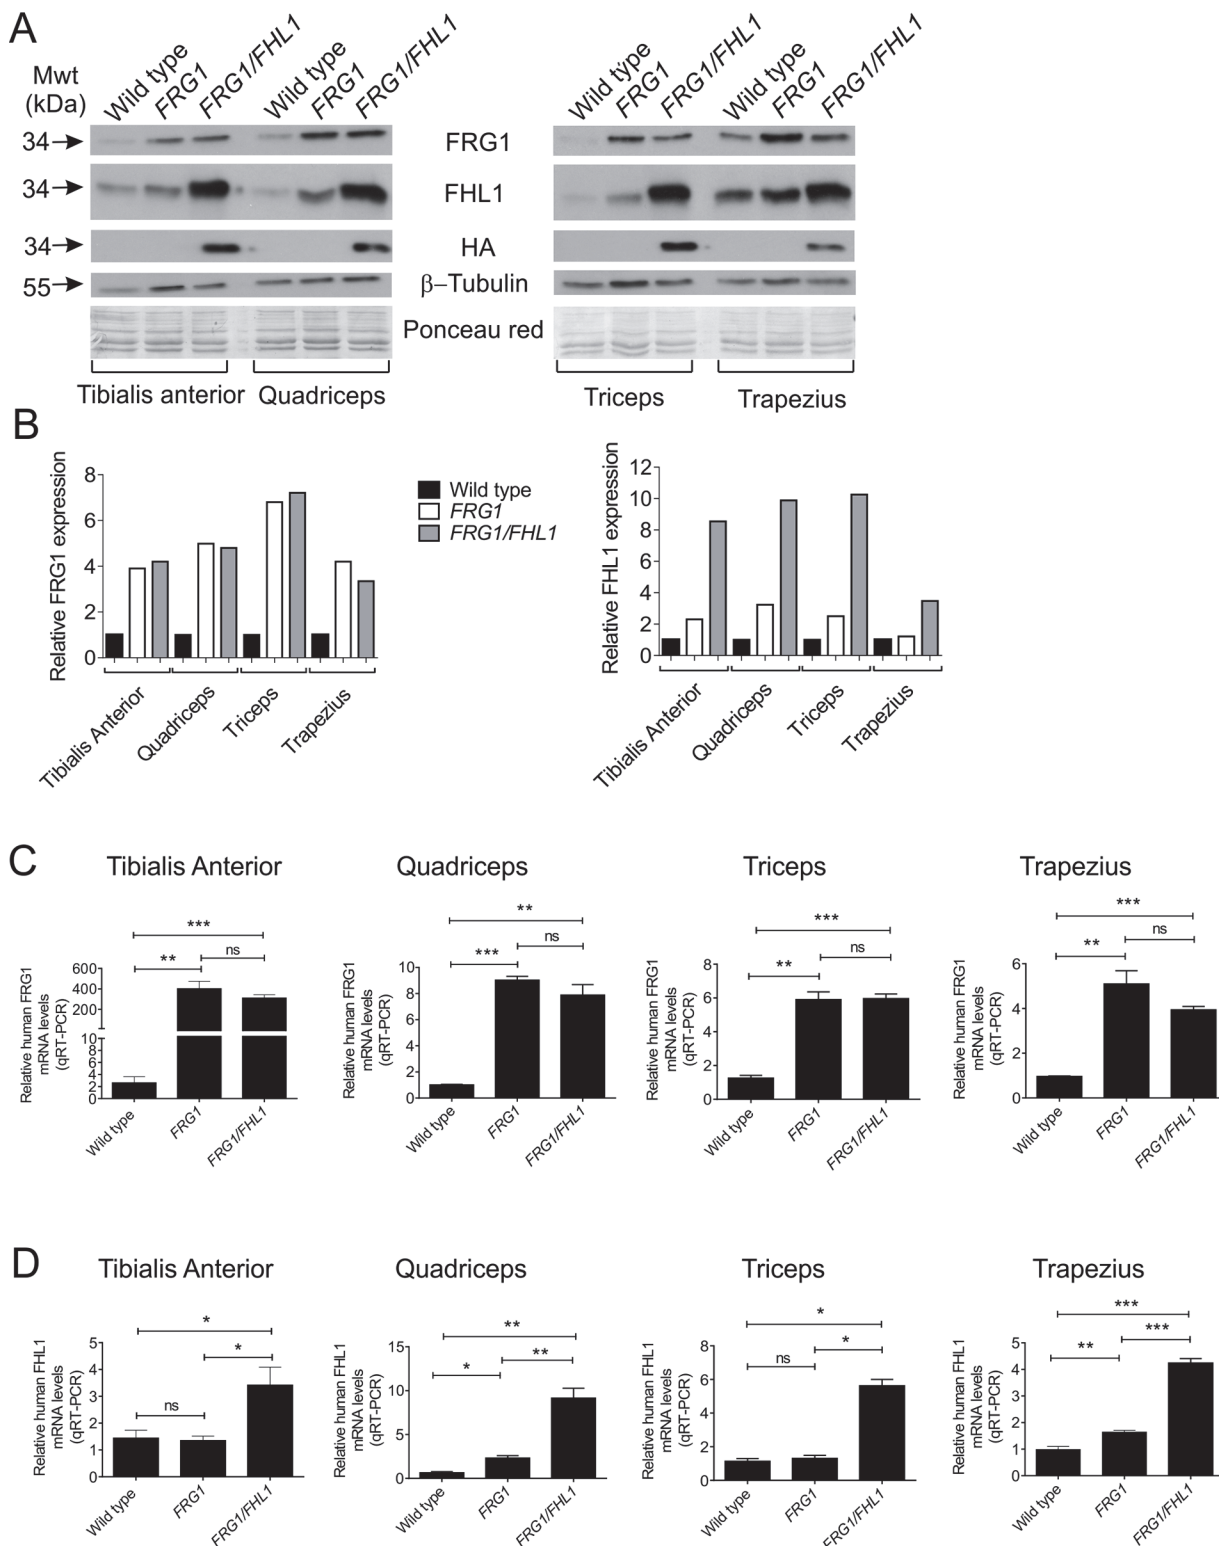 A
Mwt
(kDa)
Wild type
FRG1
FRG1/FHL1
Wild type
FRG1
FRG1/FHL1
Wild type
FRG1
FRG1/FHL1
Wild type
FRG1
FRG1/FHL1
34
FRG1
34
FHL1
34
HA
55
β–Tubulin
Ponceau red
Tibialis anterior
Quadriceps
Triceps
Trapezius
B
Relative FRG1 expression
8
6
4
2
0
Tibialis Anterior
Quadriceps
Triceps
Trapezius
Wild type
FRG1
FRG1/FHL1
Relative FHL1 expression
12
10
8
6
4
2
0
Tibialis Anterior
Quadriceps
Triceps
Trapezius
C
Tibialis Anterior
Relative human FRG1
mRNA levels
(qRT-PCR)
***
**
ns
600
400
200
10
8
6
4
2
0
Wild type
FRG1
FRG1/FHL1
Quadriceps
Relative human FRG1
mRNA levels
(qRT-PCR)
**
***
ns
10
8
6
4
2
0
Wild type
FRG1
FRG1/FHL1
Triceps
Relative human FRG1
mRNA levels
(qRT-PCR)
***
**
ns
8
6
4
2
0
Wild type
FRG1
FRG1/FHL1
Trapezius
Relative human FRG1
mRNA levels
(qRT-PCR)
***
**
ns
6
4
2
0
Wild type
FRG1
FRG1/FHL1
D
Tibialis Anterior
Relative human FHL1
mRNA levels
(qRT-PCR)
*
*
ns
5
4
3
2
1
0
Wild type
FRG1
FRG1/FHL1
Quadriceps
Relative human FHL1
mRNA levels
(qRT-PCR)
**
**
*
15
10
5
0
Wild type
FRG1
FRG1/FHL1
Triceps
Relative human FHL1
mRNA levels
(qRT-PCR)
*
*
ns
8
6
4
2
0
Wild type
FRG1
FRG1/FHL1
Trapezius
Relative human FHL1
mRNA levels
(qRT-PCR)
***
***
**
5
4
3
2
1
0
Wild type
FRG1
FRG1/FHL1